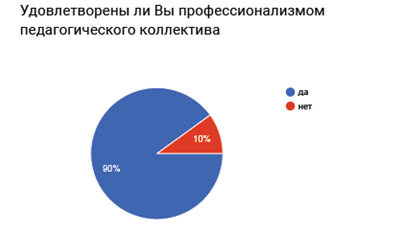 Удовлетворены ли Вы профессионализмом
педагогического коллектива
да
нет
10%
90%